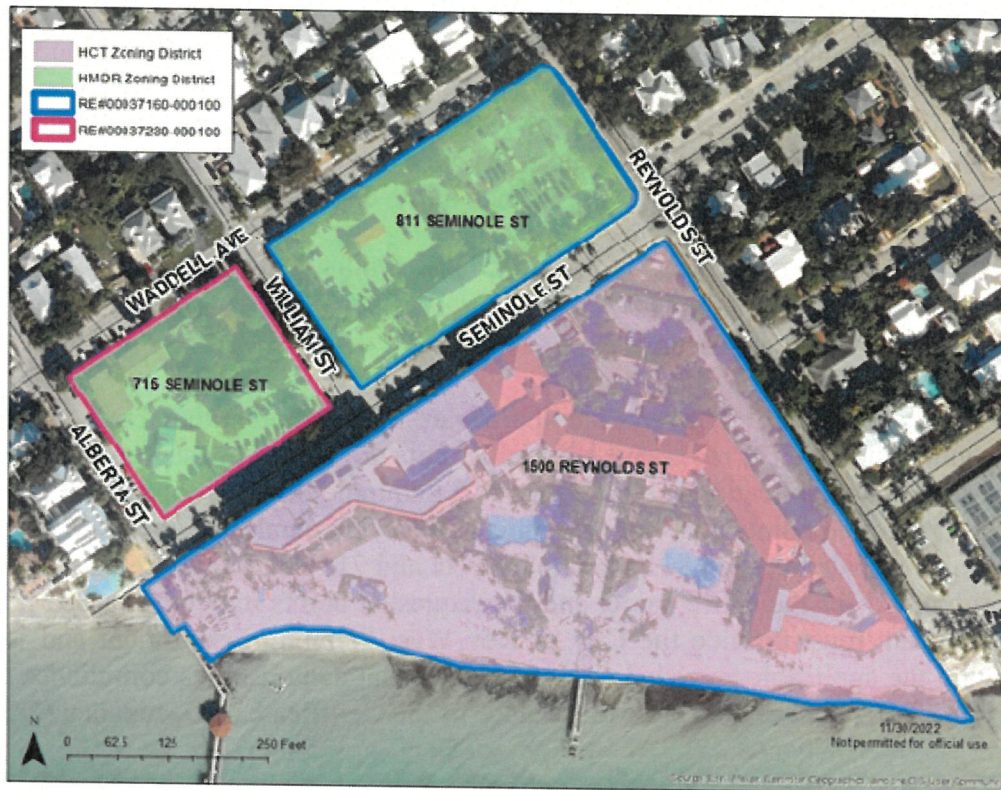 HCT Zoning District
HMDR Zoning District
RE#00037160-000100
RE#00037230-000100
811 SEMINOLE ST
REYNOLDS ST
WADDELL AVE
WILLIAM ST
SEMINOLE ST
715 SEMINOLE ST
ALBERTA ST
1500 REYNOLDS ST
N
0 62.5 125 250 Feet
11/30/2022
Not permitted for official use